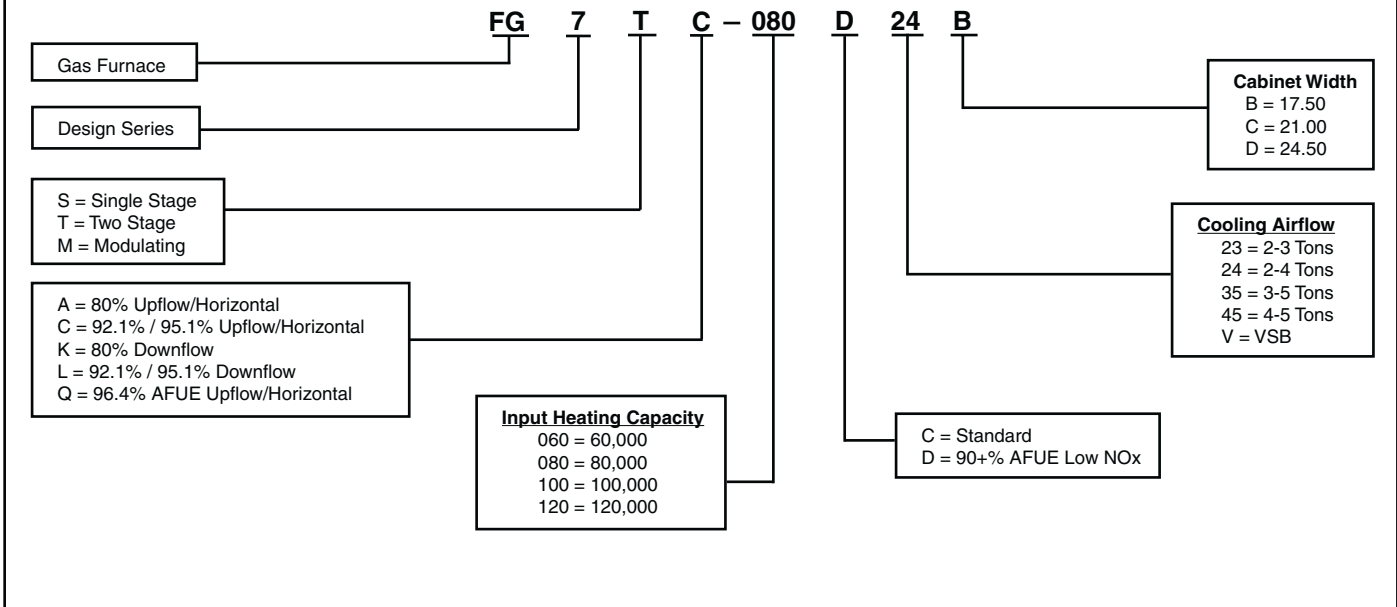 FG 7 T C – 080 D 24 B
Gas Furnace
Design Series
S = Single Stage
T = Two Stage
M = Modulating
A = 80% Upflow/Horizontal
C = 92.1% / 95.1% Upflow/Horizontal
K = 80% Downflow
L = 92.1% / 95.1% Downflow
Q = 96.4% AFUE Upflow/Horizontal
Input Heating Capacity
060 = 60,000
080 = 80,000
100 = 100,000
120 = 120,000
C = Standard
D = 90+% AFUE Low NOx
Cooling Airflow
23 = 2-3 Tons
24 = 2-4 Tons
35 = 3-5 Tons
45 = 4-5 Tons
V = VSB
Cabinet Width
B = 17.50
C = 21.00
D = 24.50